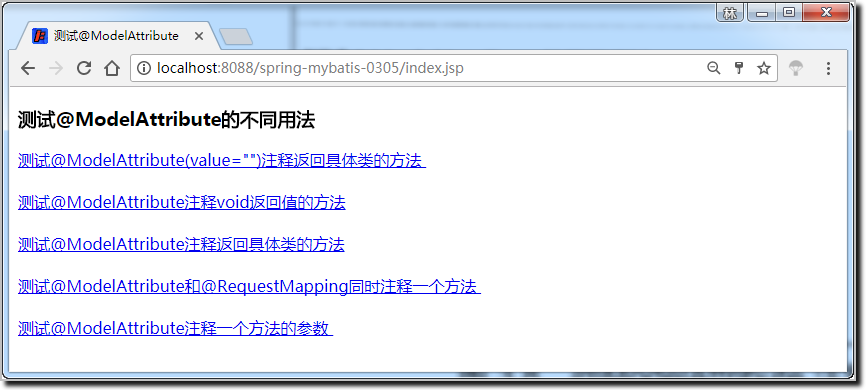 林
测试@ModelAttribute
localhost:8088/spring-mybatis-0305/index.jsp
测试@ModelAttribute的不同用法
测试@ModelAttribute(value="")注释返回具体类的方法
测试@ModelAttribute注释void返回值的方法
测试@ModelAttribute注释返回具体类的方法
测试@ModelAttribute和@RequestMapping同时注释一个方法
测试@ModelAttribute注释一个方法的参数